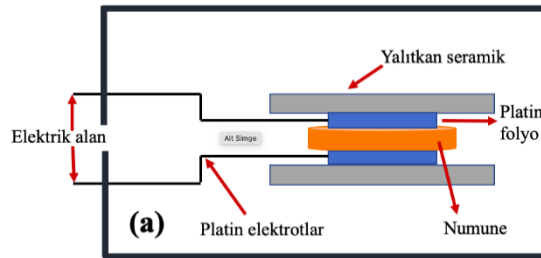 Yalıtkan seramik
Platin
folyo
Elektrik alan
Alt Simge
(a)
Platin elektrotlar
Numune